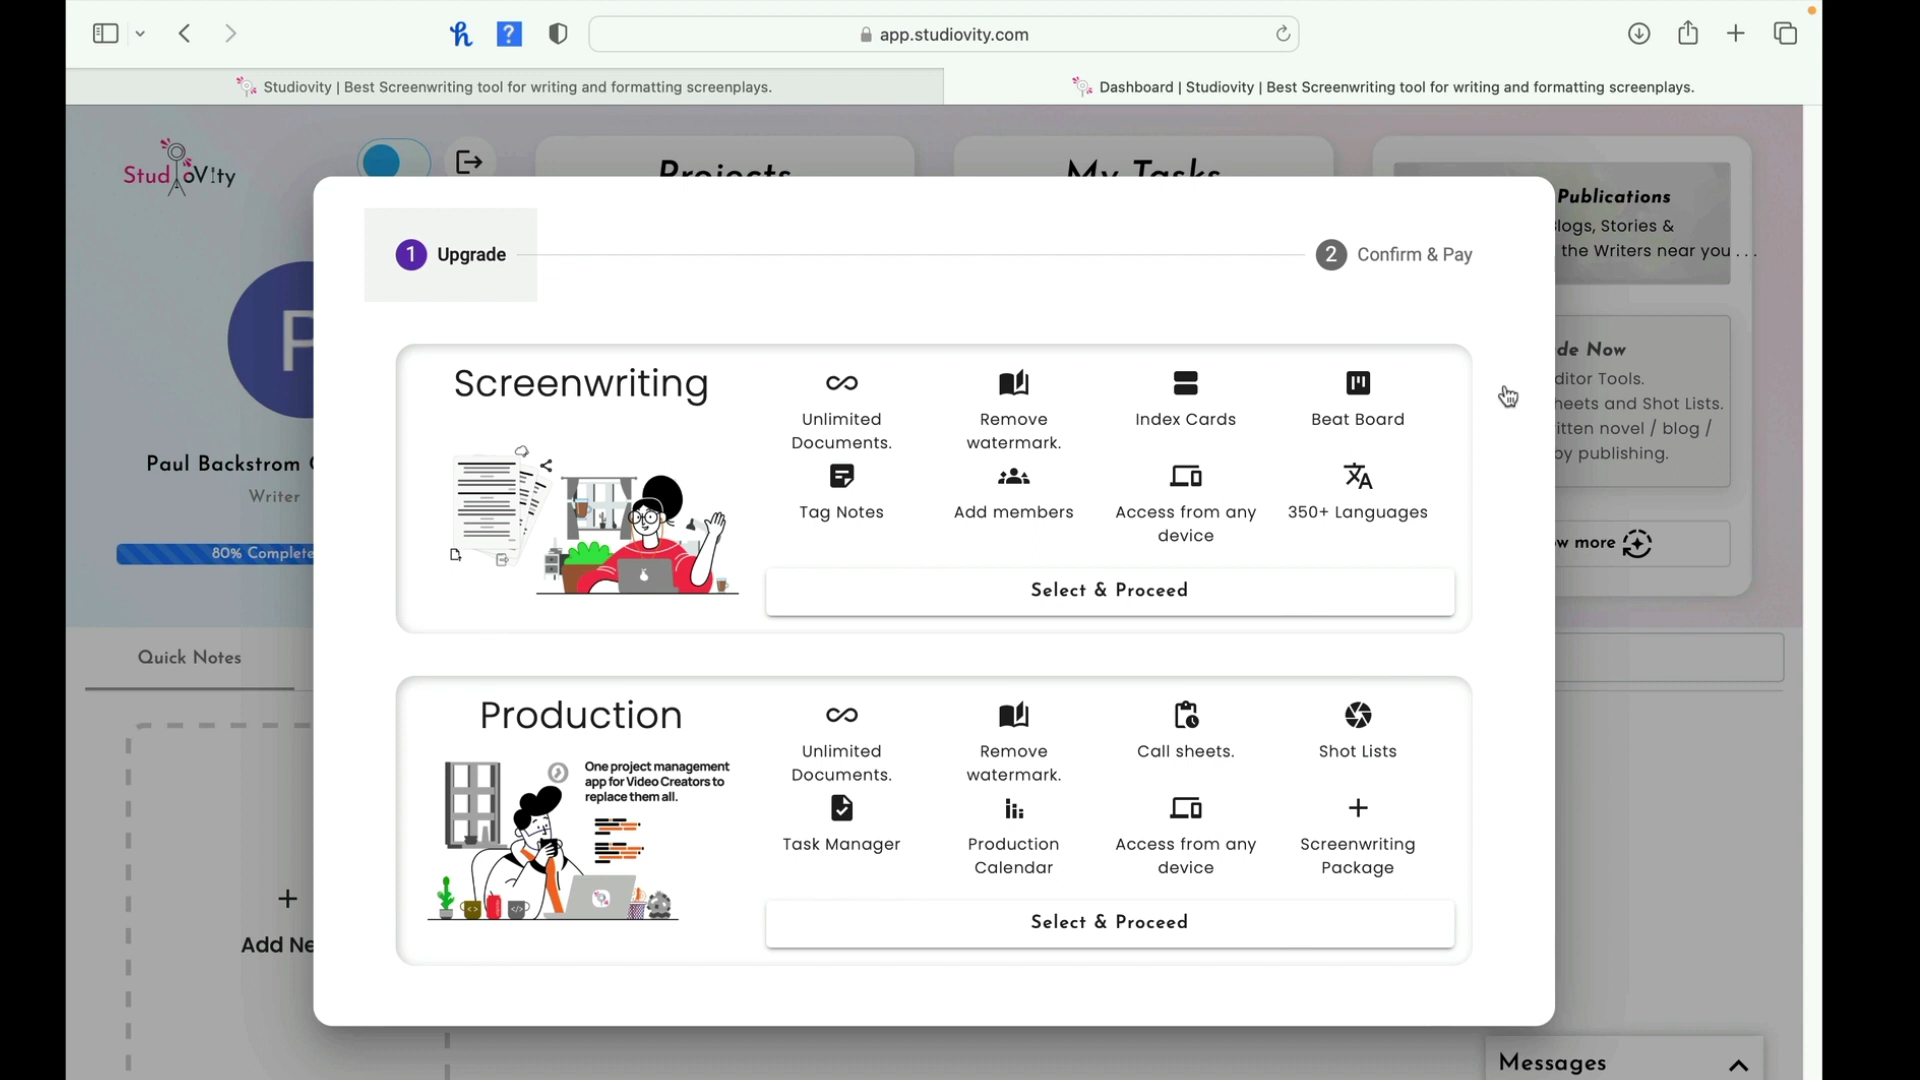 app.studiovity.com
Studiovity | Best Screenwriting tool for writing and formatting screenplays.
Dashboard | Studiovity | Best Screenwriting tool for writing and formatting screenplays.
StudioV!ty
Projects
My Tasks
Publications
logs, Stories &
the Writers near you . . .
1 Upgrade
2 Confirm & Pay
P
Paul Backstrom
Writer
80% Complete
de Now
ditor Tools.
heets and Shot Lists.
itten novel / blog /
by publishing.
w more
Screenwriting
Unlimited
Documents.
Remove
watermark.
Index Cards
Beat Board
Tag Notes
Add members
Access from any
device
350+ Languages
Select & Proceed
Quick Notes
Production
One project management
app for Video Creators to
replace them all.
Unlimited
Documents.
Remove
watermark.
Call sheets.
Shot Lists
Task Manager
Production
Calendar
Access from any
device
Screenwriting
Package
Select & Proceed
Add Ne
Messages